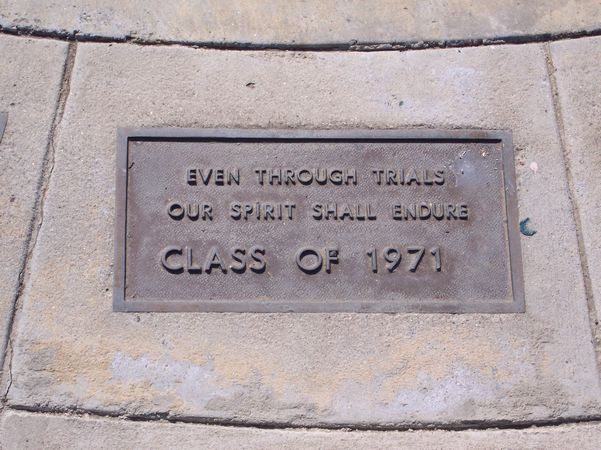 EVEN THROUGH TRIALS
OUR SPIRIT SHALL ENDURE
CLASS OF 1971